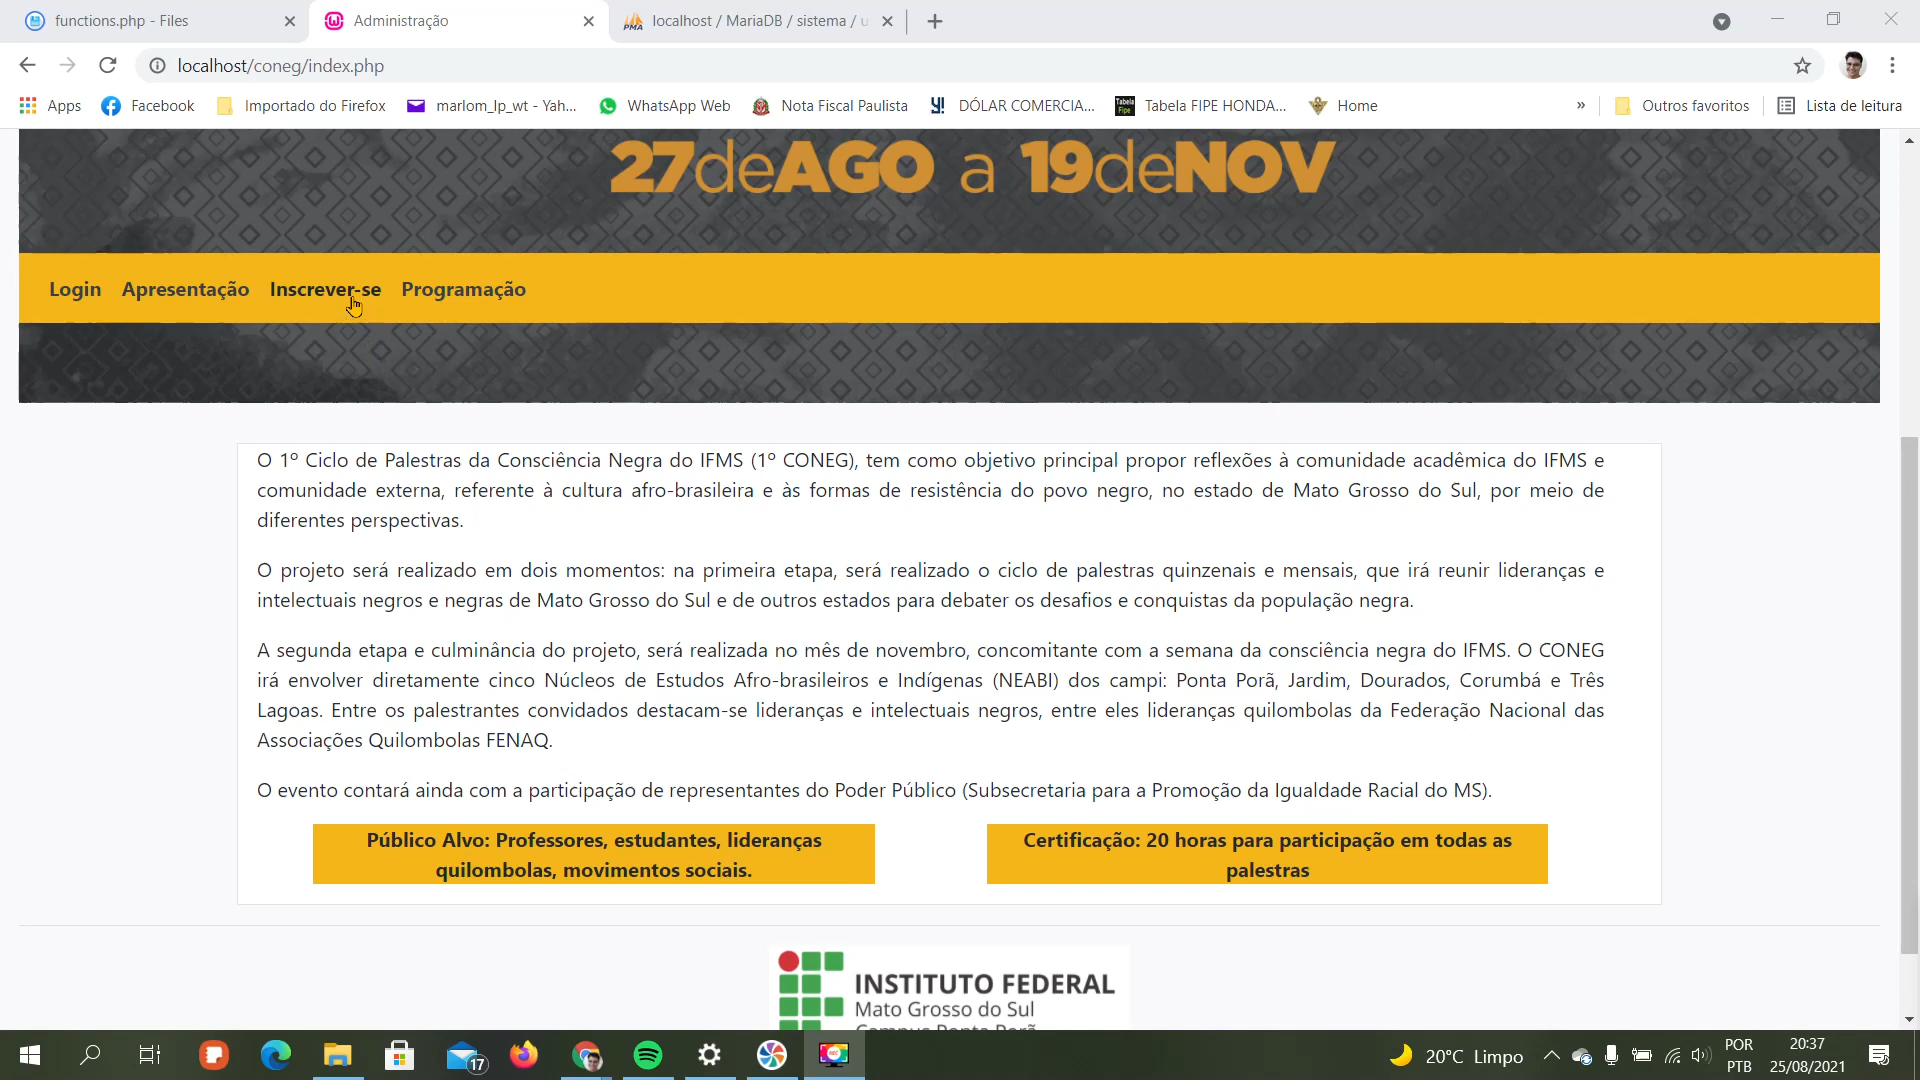 functions.php - Files
Administração
localhost / MariaDB / sistema / u
localhost/coneg/index.php
Apps
Facebook
Importado do Firefox
marlom_lp_wt - Yah...
WhatsApp Web
Nota Fiscal Paulista
DÓLAR COMERCIA...
Tabela FIPE HONDA...
Home
»
Outros favoritos
Lista de leitura
27deAGO a 19deNOV
Login Apresentação Inscrever-se Programação
O 1º Ciclo de Palestras da Consciência Negra do IFMS (1º CONEG), tem como objetivo principal propor reflexões à comunidade acadêmica do IFMS e
comunidade externa, referente à cultura afro-brasileira e às formas de resistência do povo negro, no estado de Mato Grosso do Sul, por meio de
diferentes perspectivas.
O projeto será realizado em dois momentos: na primeira etapa, será realizado o ciclo de palestras quinzenais e mensais, que irá reunir lideranças e
intelectuais negros e negras de Mato Grosso do Sul e de outros estados para debater os desafios e conquistas da população negra.
A segunda etapa e culminância do projeto, será realizada no mês de novembro, concomitante com a semana da consciência negra do IFMS. O CONEG
irá envolver diretamente cinco Núcleos de Estudos Afro-brasileiros e Indígenas (NEABI) dos campi: Ponta Porã, Jardim, Dourados, Corumbá e Três
Lagoas. Entre os palestrantes convidados destacam-se lideranças e intelectuais negros, entre eles lideranças quilombolas da Federação Nacional das
Associações Quilombolas FENAQ.
O evento contará ainda com a participação de representantes do Poder Público (Subsecretaria para a Promoção da Igualdade Racial do MS).
Público Alvo: Professores, estudantes, lideranças
quilombolas, movimentos sociais.
Certificação: 20 horas para participação em todas as
palestras
INSTITUTO FEDERAL
Mato Grosso do Sul
Campus Ponta Porã
17
20°C Limpo
POR
PTB
20:37
25/08/2021